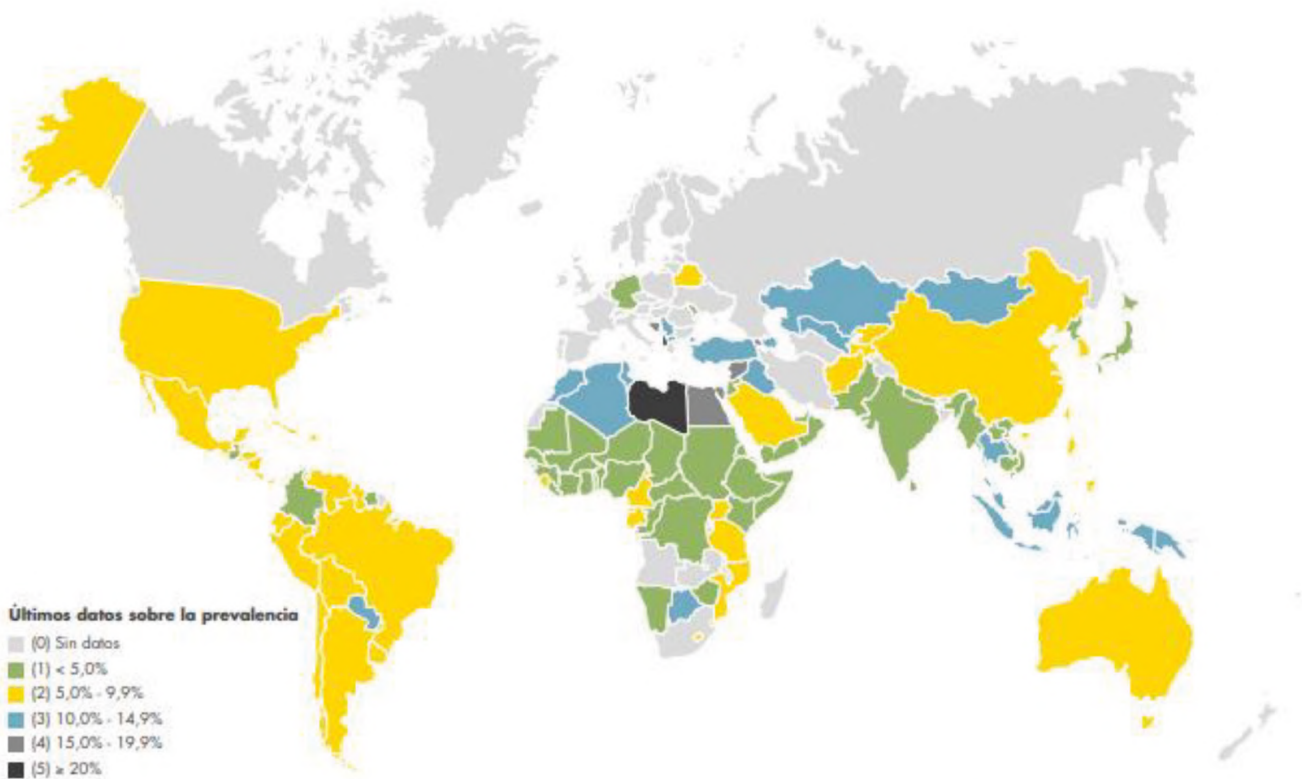 Últimos datos sobre la prevalencia
(0) Sin datos
(1) < 5,0%
(2) 5,0% - 9,9%
(3) 10,0% - 14,9%
(4) 15,0% - 19,9%
(5) ≥ 20%